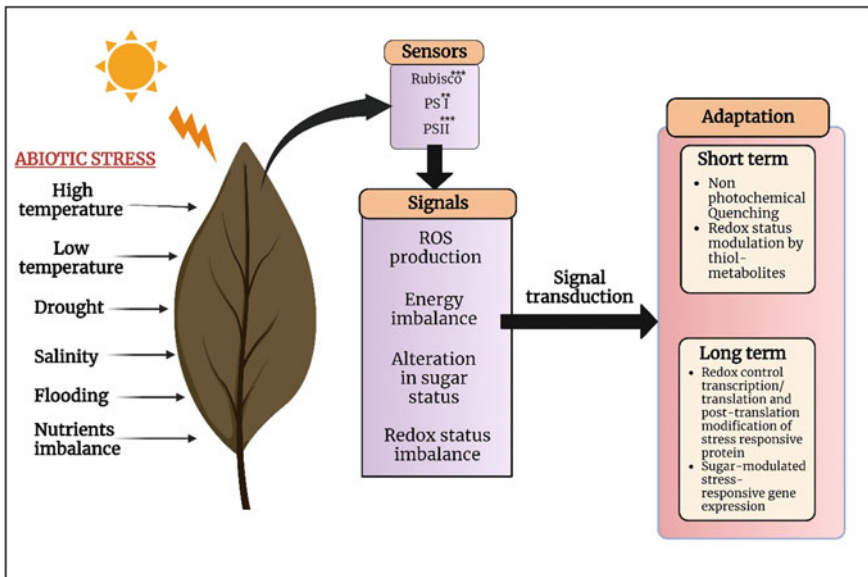 ABIOTIC STRESS
High
temperature
Low
temperature
Drought
Salinity
Flooding
Nutrients
imbalance
Sensors
Rubisco***
PS I**
PSII***
Signals
ROS
production
Energy
imbalance
Alteration
in sugar
status
Redox status
imbalance
Signal
transduction
Adaptation
Short term
• Non
photochemical
Quenching
• Redox status
modulation by
thiol-
metabolites
Long term
• Redox control
transcription/
translation and
post-translation
modification of
stress responsive
protein
• Sugar-modulated
stress-
responsive gene
expression